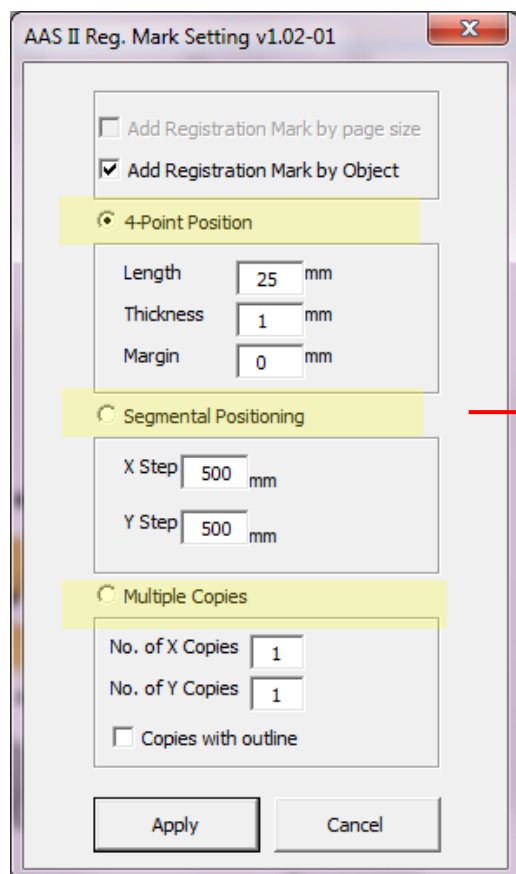 AAS II Reg. Mark Setting v1.02-01
Add Registration Mark by page size
Add Registration Mark by Object
4-Point Position
Length 25 mm
Thickness 1 mm
Margin 0 mm
Segmental Positioning
X Step 500 mm
Y Step 500 mm
Multiple Copies
No. of X Copies 1
No. of Y Copies 1
Copies with outline
Apply Cancel